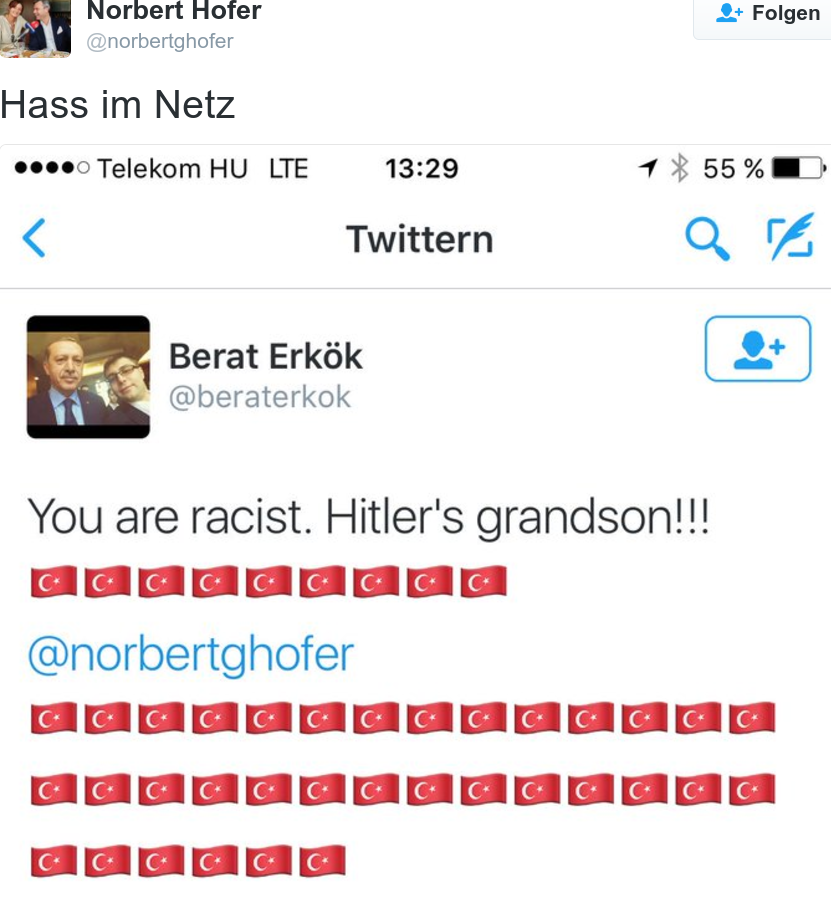 Norbert Hofer
@norbertghofer
Folgen
Hass im Netz
Telekom HU LTE 13:29 55 %
Twittern
Berat Erkök
@beraterkok
You are racist. Hitler's grandson!!!
🇹🇷🇹🇷🇹🇷🇹🇷🇹🇷🇹🇷🇹🇷🇹🇷🇹🇷
@norbertghofer
🇹🇷🇹🇷🇹🇷🇹🇷🇹🇷🇹🇷🇹🇷🇹🇷🇹🇷🇹🇷🇹🇷🇹🇷🇹🇷🇹🇷
🇹🇷🇹🇷🇹🇷🇹🇷🇹🇷🇹🇷🇹🇷🇹🇷🇹🇷🇹🇷🇹🇷🇹🇷🇹🇷🇹🇷
🇹🇷🇹🇷🇹🇷🇹🇷🇹🇷🇹🇷